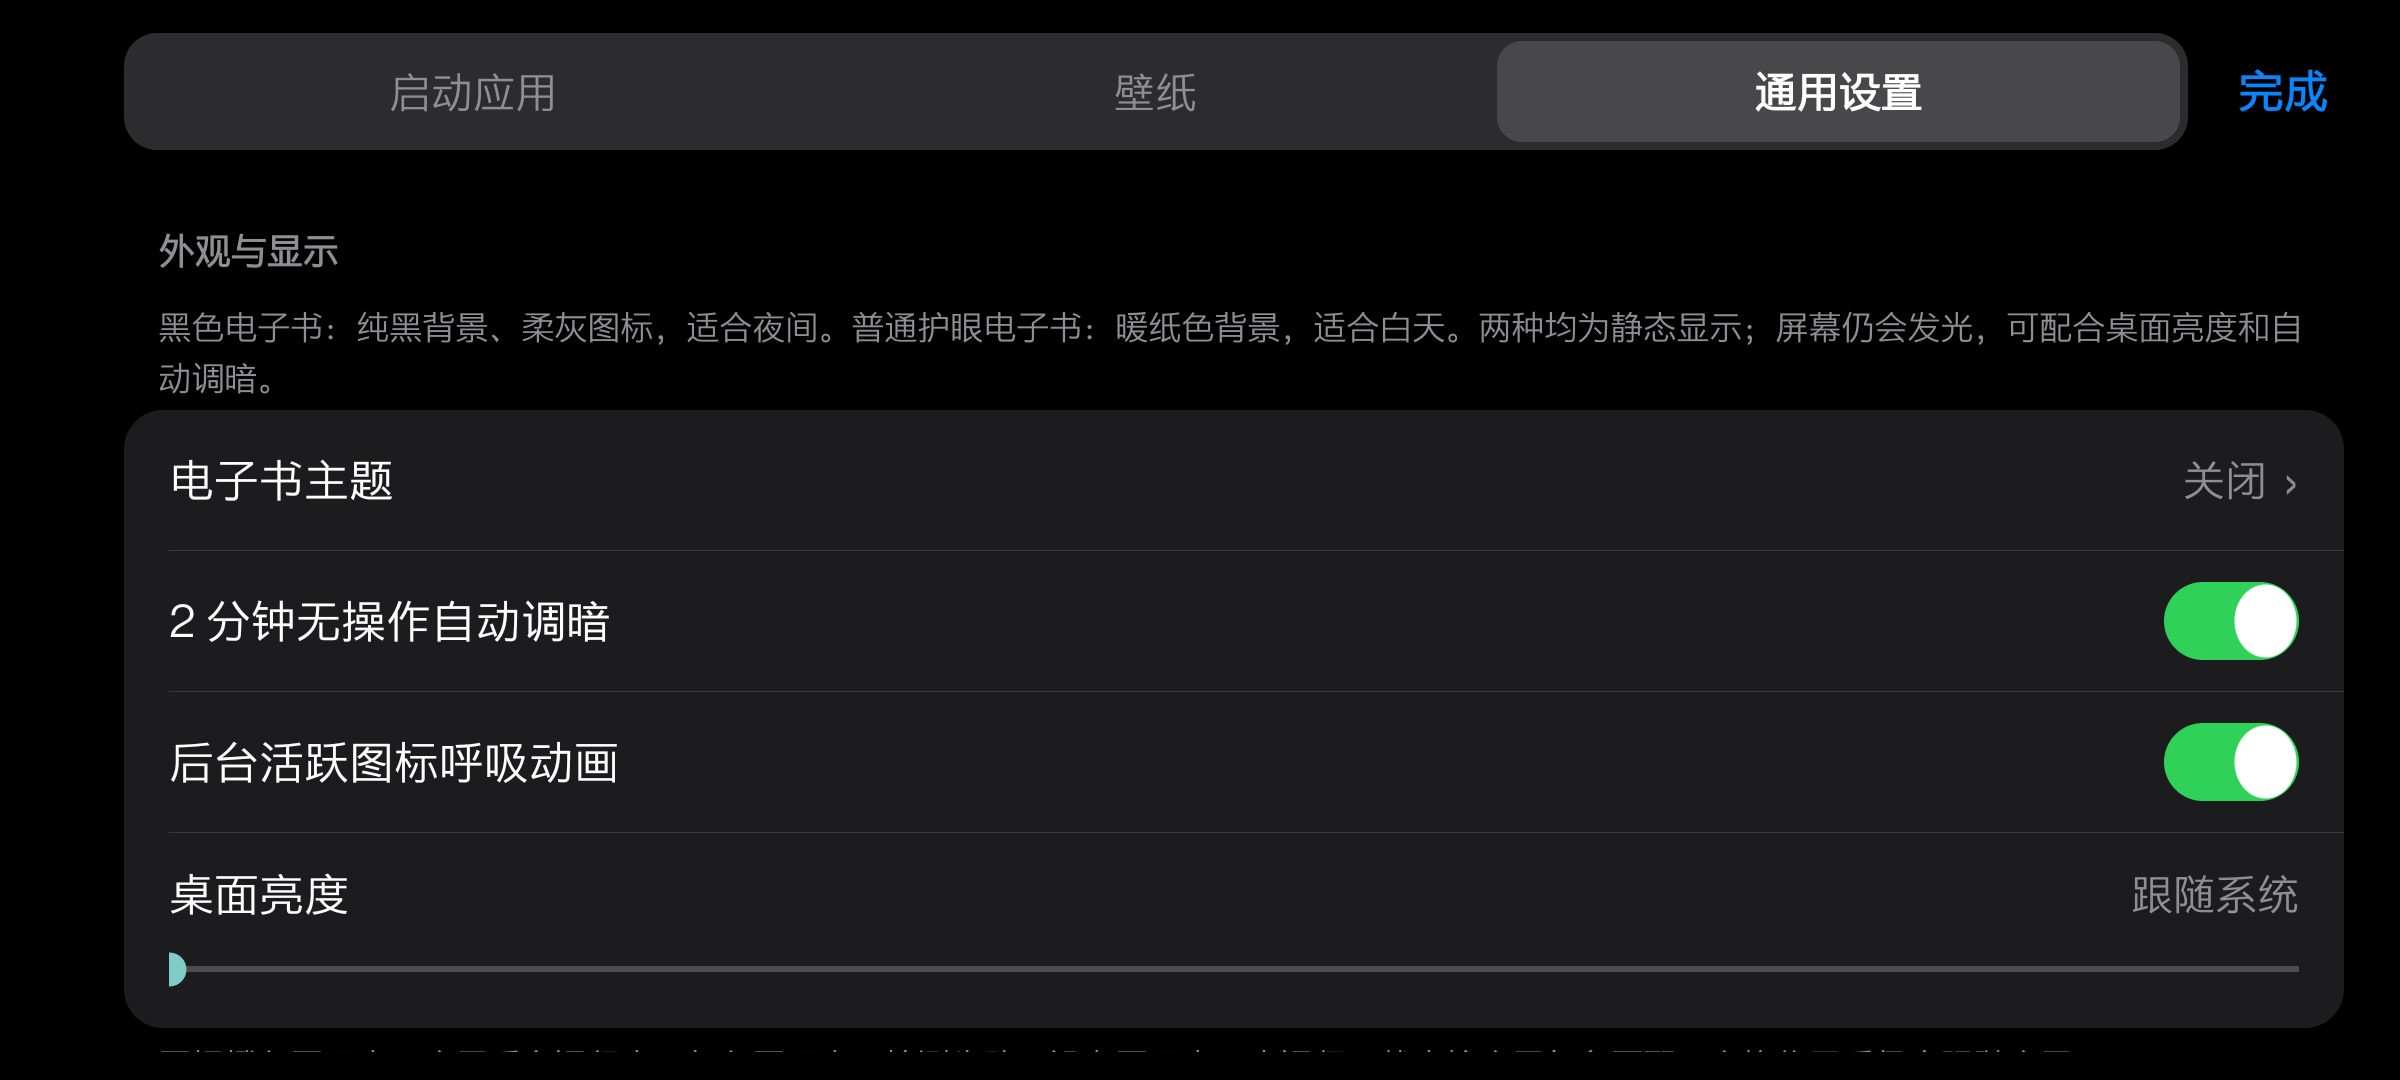 启动应用
壁纸
通用设置
完成
外观与显示
黑色电子书：纯黑背景、柔灰图标，适合夜间。普通护眼电子书：暖纸色背景，适合白天。两种均为静态显示；屏幕仍会发光，可配合桌面亮度和自
动调暗。
电子书主题
关闭 ›
2 分钟无操作自动调暗
后台活跃图标呼吸动画
桌面亮度
跟随系统